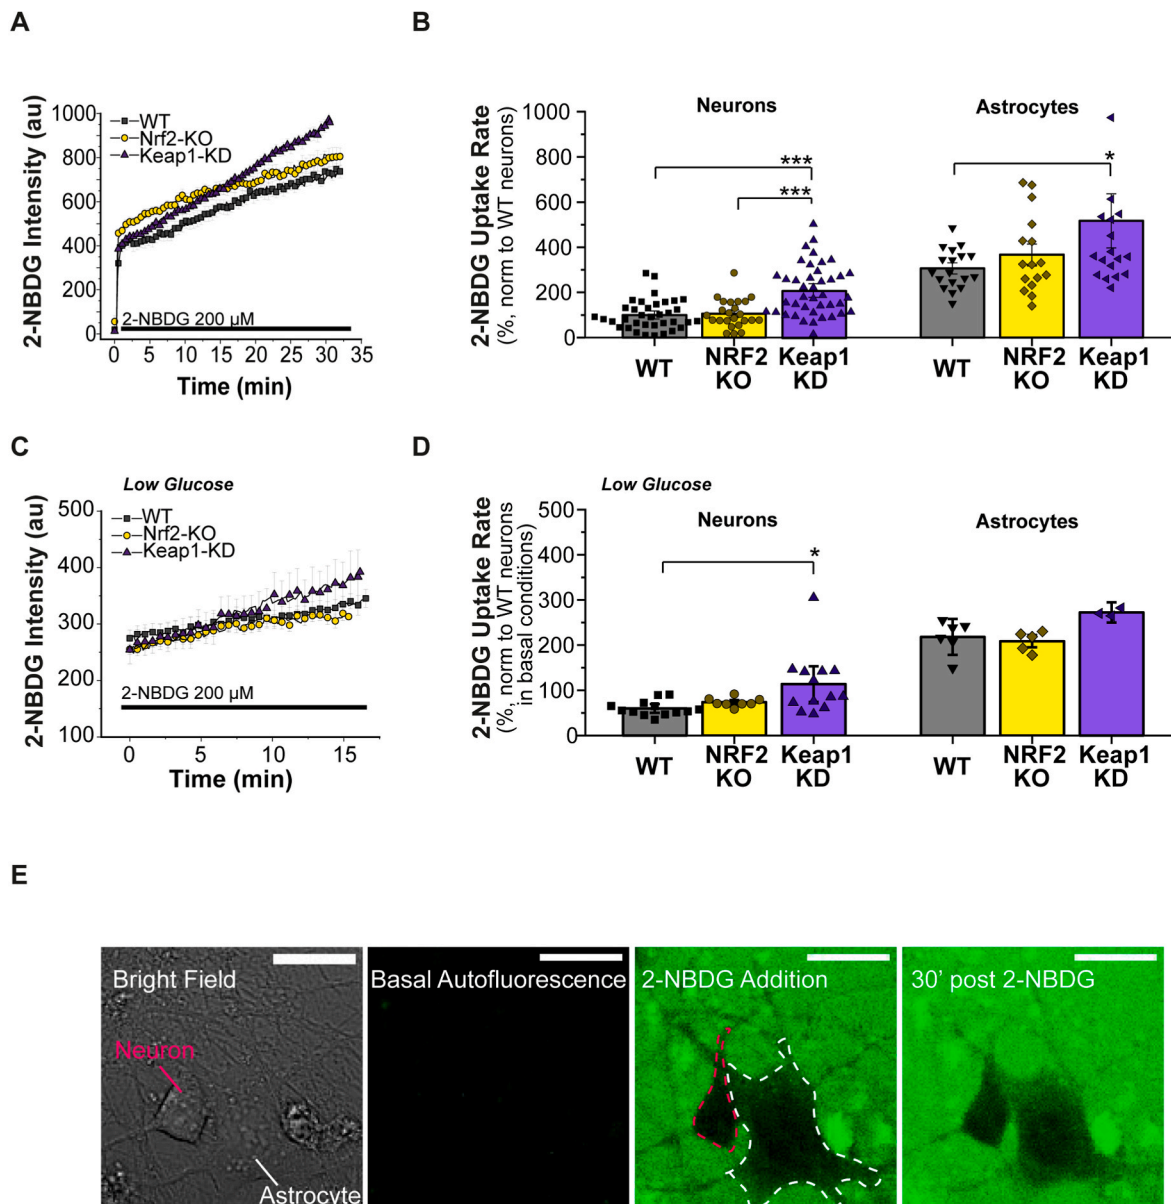 A
2-NBDG Intensity (au)
1000
800
600
400
200
0
WT
Nrf2-KO
Keap1-KD
2-NBDG 200 µM
0 5 10 15 20 25 30 35
Time (min)
B
2-NBDG Uptake Rate
(%, norm to WT neurons)
1000
800
600
400
200
0
Neurons
Astrocytes
***
***
*
WT
NRF2
KO
Keap1
KD
WT
NRF2
KO
Keap1
KD
C
Low Glucose
2-NBDG Intensity (au)
500
400
300
200
100
WT
Nrf2-KO
Keap1-KD
2-NBDG 200 µM
0 5 10 15
Time (min)
D
Low Glucose
2-NBDG Uptake Rate
(%, norm to WT neurons
in basal conditions)
500
400
300
200
100
0
Neurons
Astrocytes
*
WT
NRF2
KO
Keap1
KD
WT
NRF2
KO
Keap1
KD
E
Bright Field
Neuron
Astrocyte
Basal Autofluorescence
2-NBDG Addition
30' post 2-NBDG